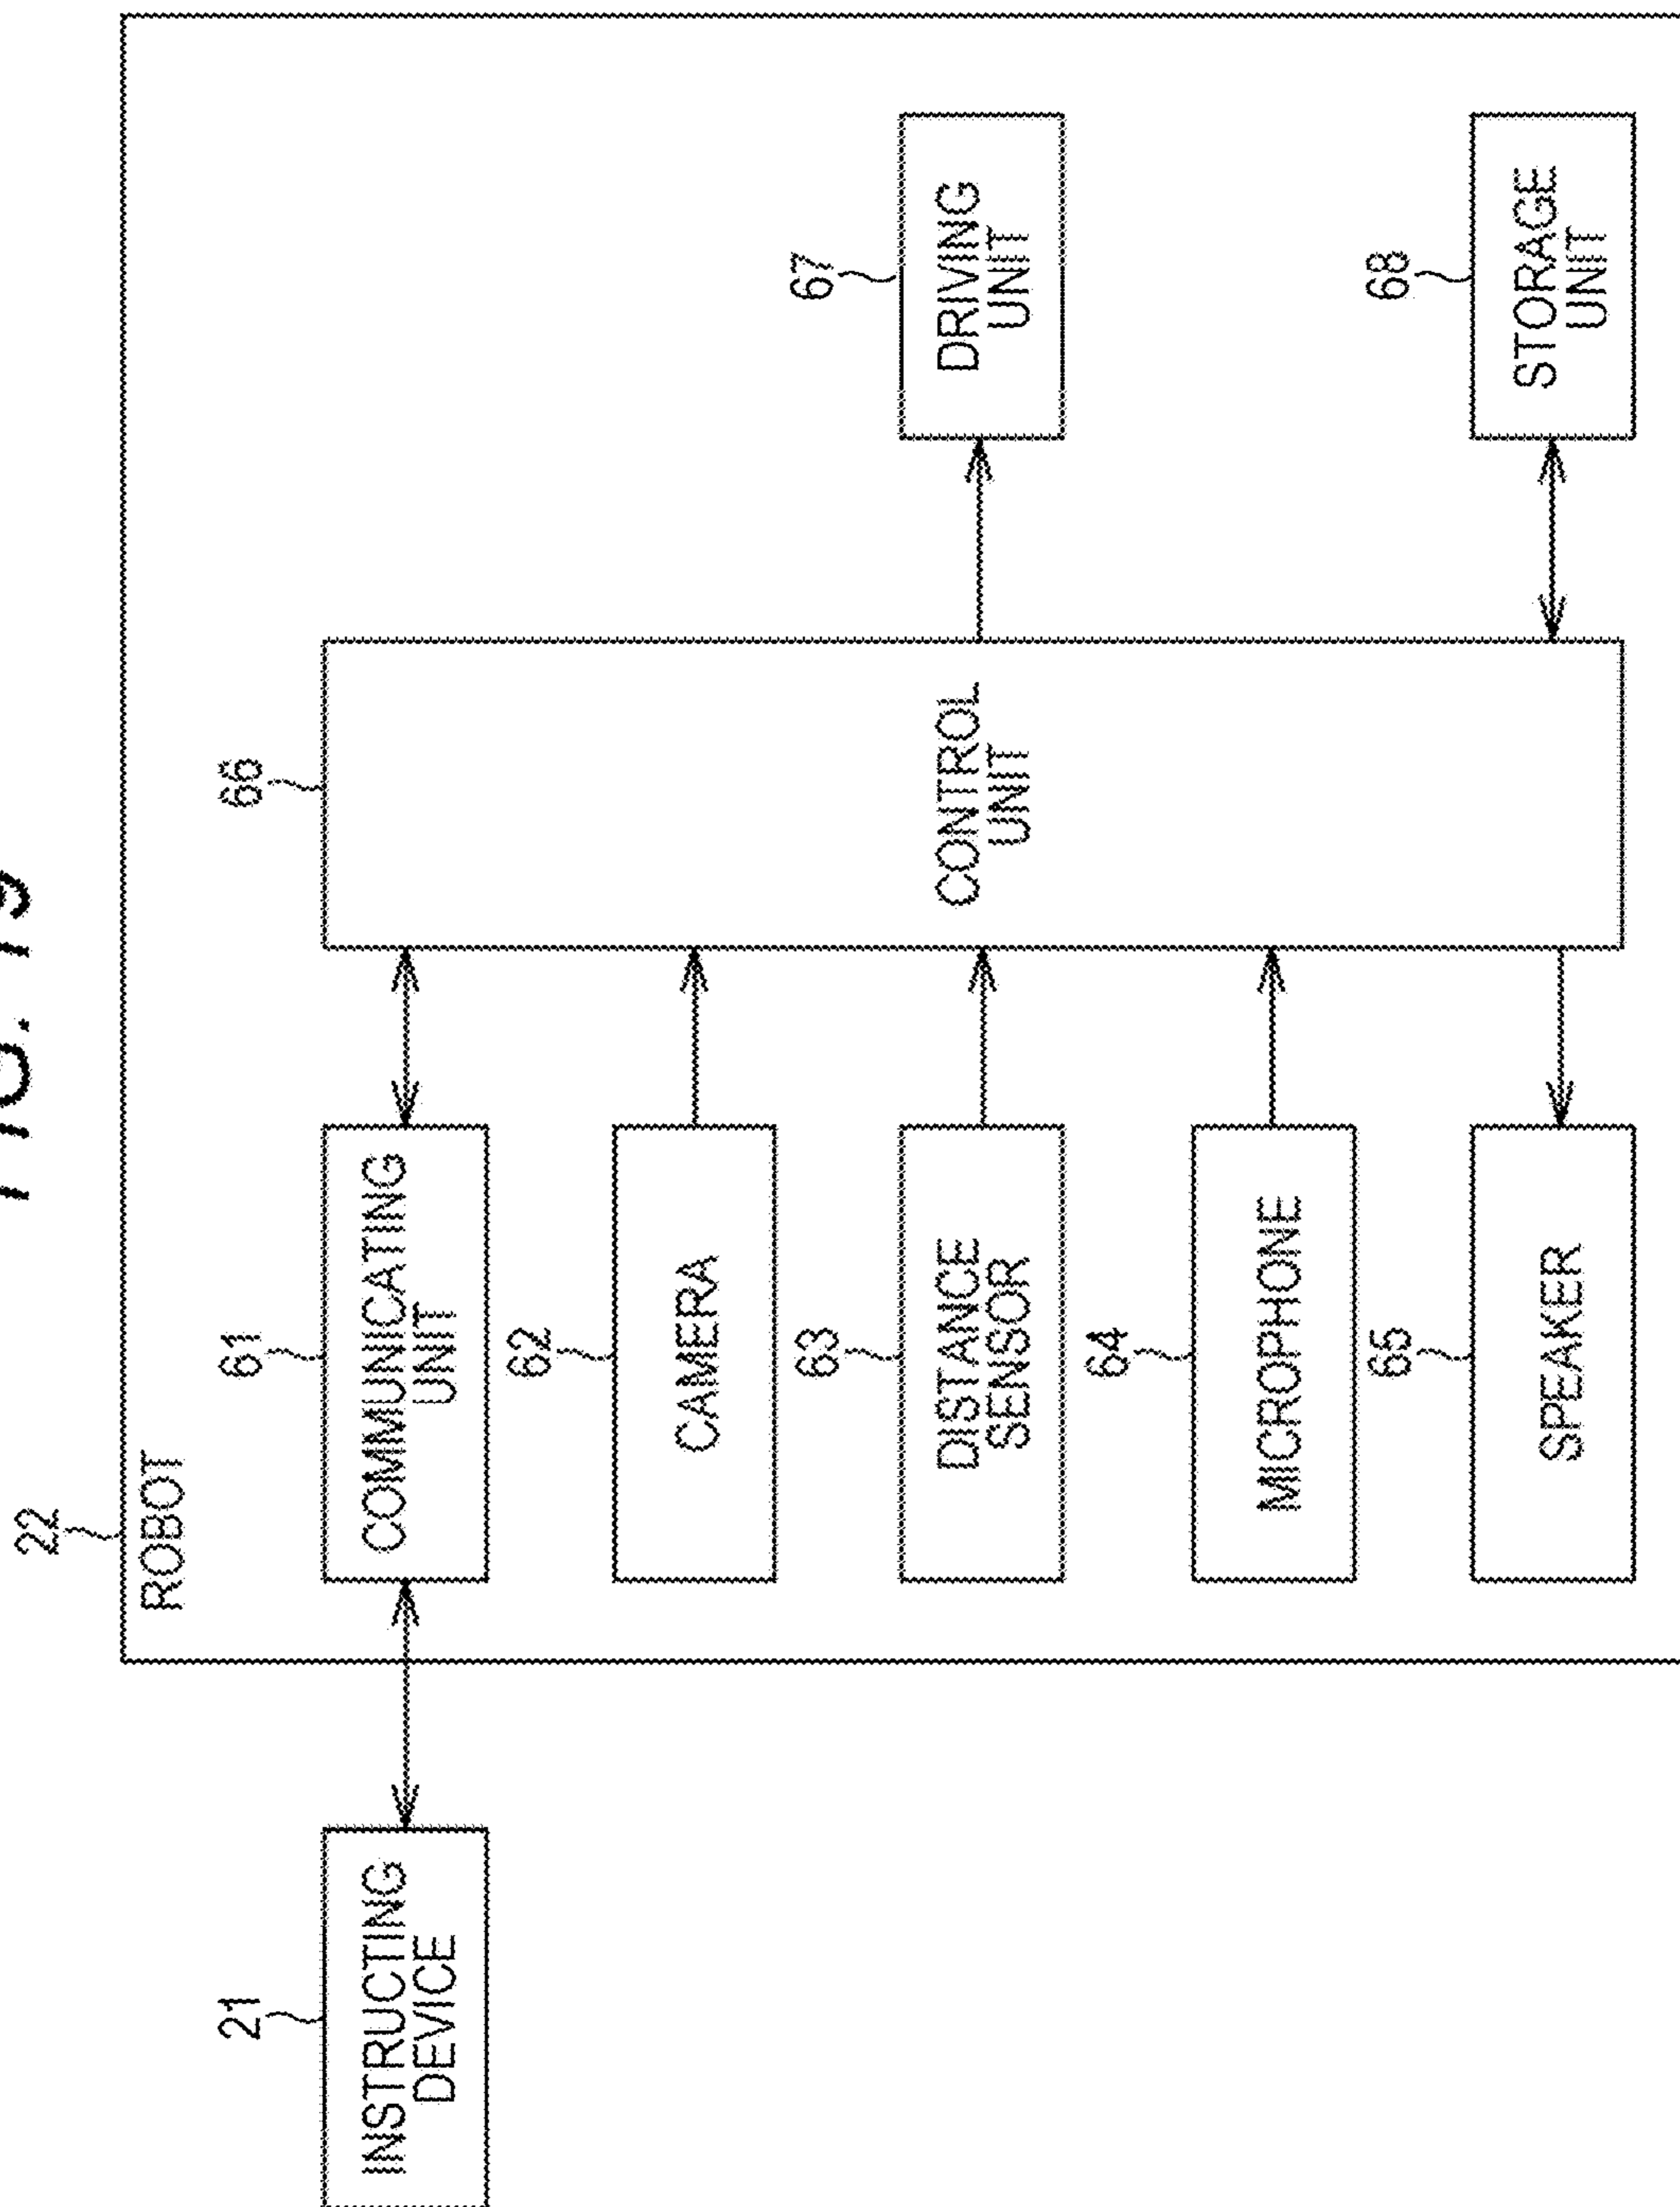 FIG. 19
22
ROBOT
21
INSTRUCTING
DEVICE
61
COMMUNICATING
UNIT
62
CAMERA
63
DISTANCE
SENSOR
64
MICROPHONE
65
SPEAKER
66
CONTROL
UNIT
67
DRIVING
UNIT
68
STORAGE
UNIT